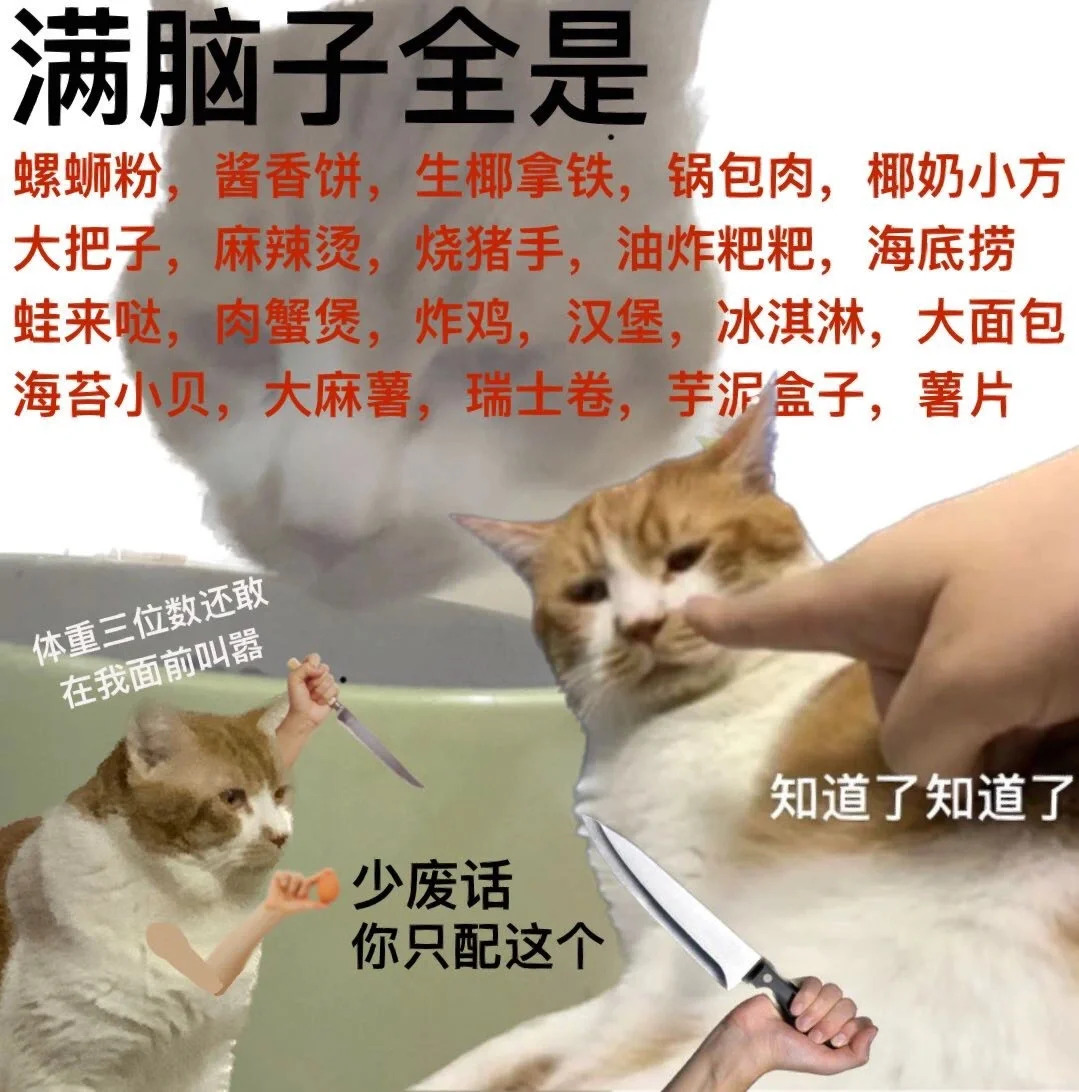 满脑子全是
螺蛳粉，酱香饼，生椰拿铁，锅包肉，椰奶小方
大把子，麻辣烫，烧猪手，油炸粑粑，海底捞
蛙来哒，肉蟹煲，炸鸡，汉堡，冰淇淋，大面包
海苔小贝，大麻薯，瑞士卷，芋泥盒子，薯片
体重三位数还敢
在我面前叫嚣
知道了知道了
少废话
你只配这个